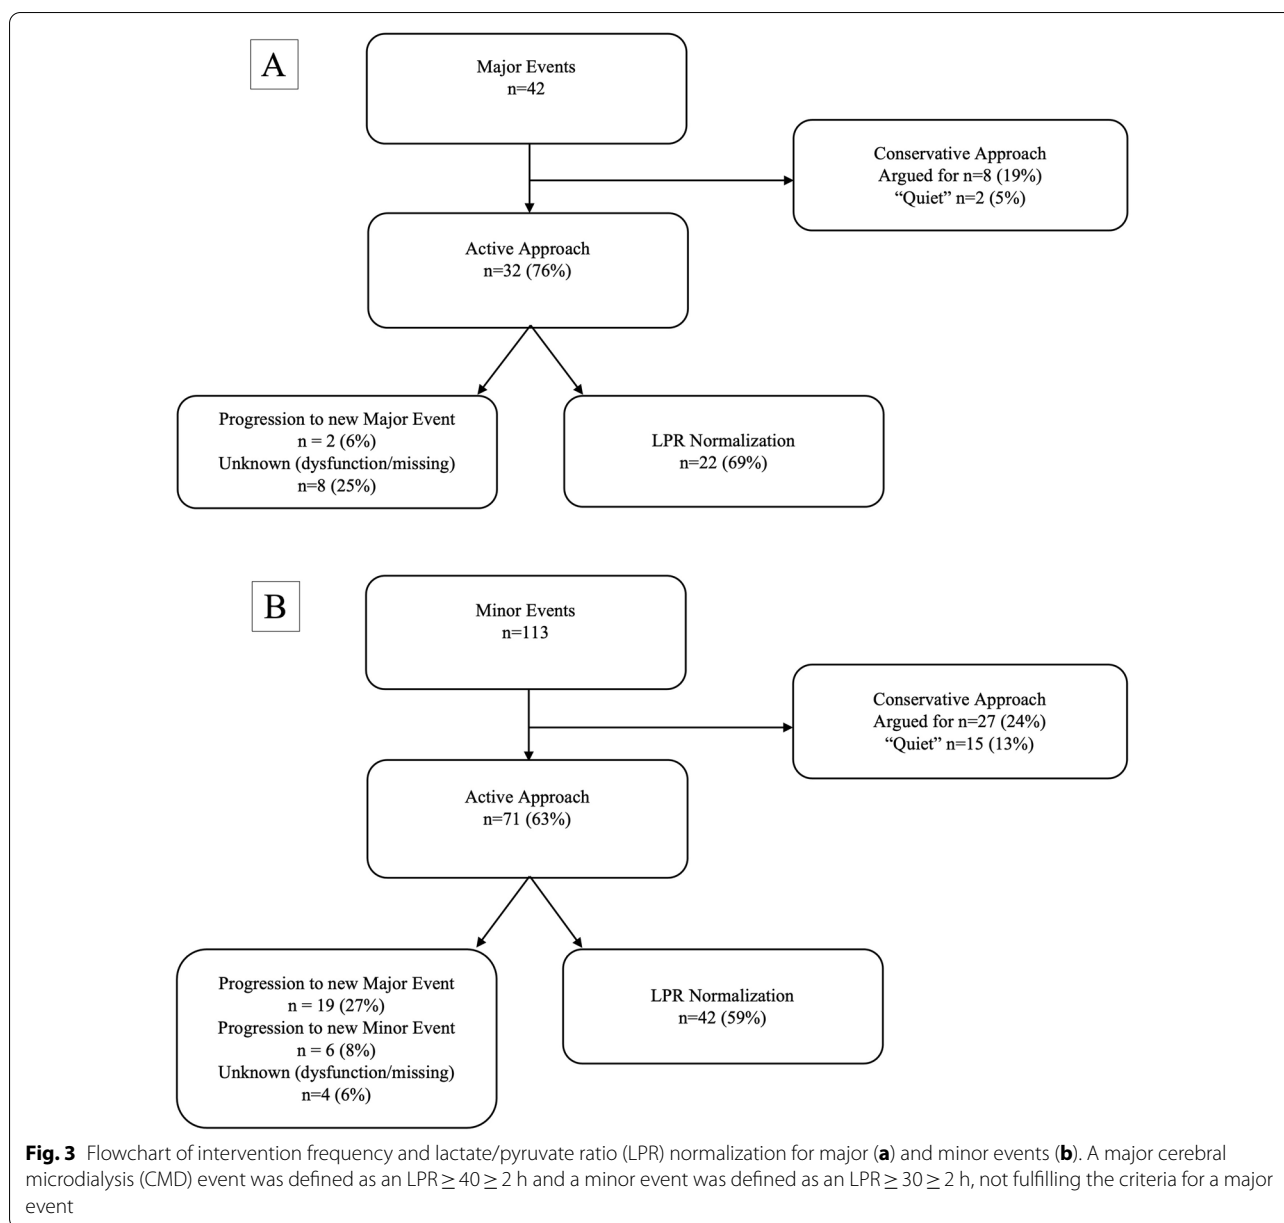 A
Major Events
n=42
Conservative Approach
Argued for n=8 (19%)
“Quiet” n=2 (5%)
Active Approach
n=32 (76%)
Progression to new Major Event
n = 2 (6%)
Unknown (dysfunction/missing)
n=8 (25%)
LPR Normalization
n=22 (69%)
B
Minor Events
n=113
Conservative Approach
Argued for n=27 (24%)
“Quiet” n=15 (13%)
Active Approach
n=71 (63%)
Progression to new Major Event
n = 19 (27%)
Progression to new Minor Event
n = 6 (8%)
Unknown (dysfunction/missing)
n=4 (6%)
LPR Normalization
n=42 (59%)
Fig. 3 Flowchart of intervention frequency and lactate/pyruvate ratio (LPR) normalization for major (a) and minor events (b). A major cerebral
microdialysis (CMD) event was defined as an LPR ≥ 40 ≥ 2 h and a minor event was defined as an LPR ≥ 30 ≥ 2 h, not fulfilling the criteria for a major
event